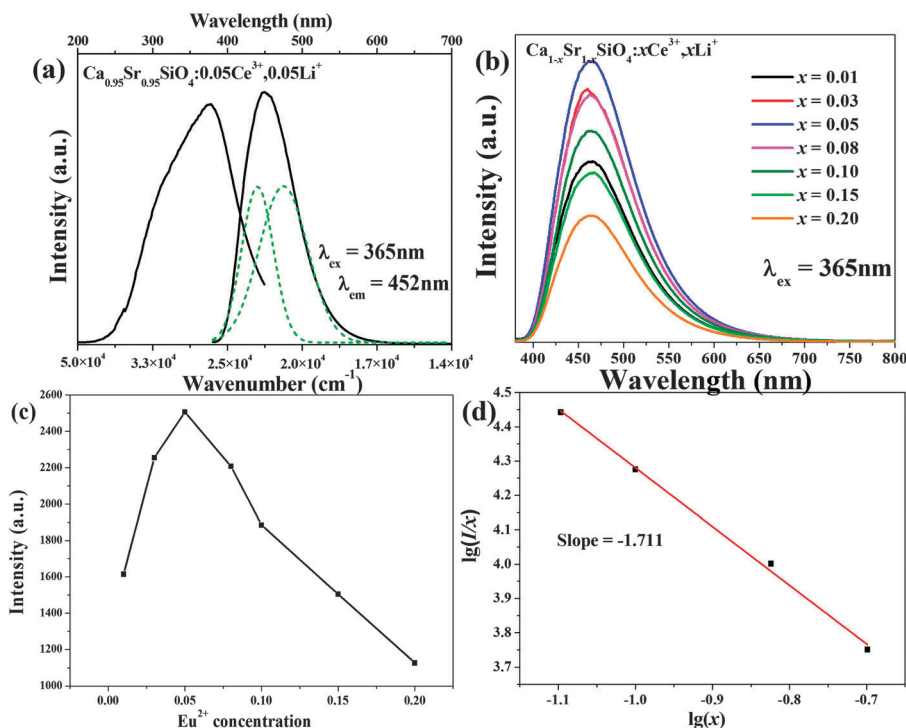 Wavelength (nm)
200 300 400 500 600 700
(a)
Ca0.95Sr0.95SiO4:0.05Ce3+,0.05Li+
Intensity (a.u.)
λex = 365nm
λem = 452nm
5.0×10^4 3.3×10^4 2.5×10^4 2.0×10^4 1.7×10^4 1.4×10^4
Wavenumber (cm-1)
(b)
Ca1-xSr1-xSiO4:xCe3+,xLi+
x = 0.01
x = 0.03
x = 0.05
x = 0.08
x = 0.10
x = 0.15
x = 0.20
λex = 365nm
Intensity (a.u.)
400 450 500 550 600 650 700 750 800
Wavelength (nm)
(c)
2600
2400
2200
2000
1800
1600
1400
1200
1000
Intensity (a.u.)
0.00 0.05 0.10 0.15 0.20
Eu2+ concentration
(d)
4.5
4.4
4.3
4.2
4.1
4.0
3.9
3.8
3.7
lg(I/x)
Slope = -1.711
-1.1 -1.0 -0.9 -0.8 -0.7
lg(x)